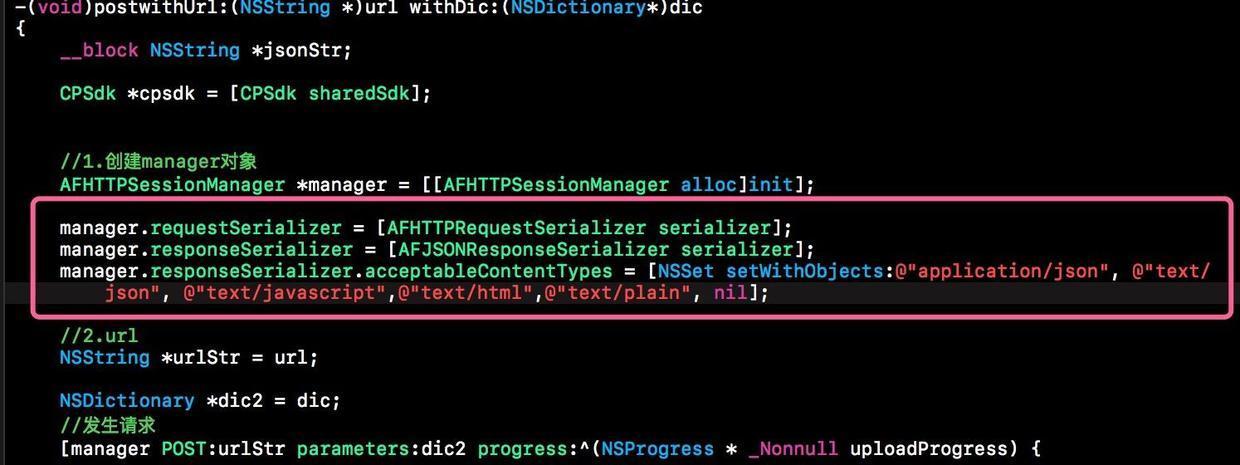 -(void)postwithUrl:(NSString *)url withDic:(NSDictionary*)dic
{
__block NSString *jsonStr;
CPSdk *cpsdk = [CPSdk sharedSdk];
//1.创建manager对象
AFHTTPSessionManager *manager = [[AFHTTPSessionManager alloc]init];
manager.requestSerializer = [AFHTTPRequestSerializer serializer];
manager.responseSerializer = [AFJSONResponseSerializer serializer];
manager.responseSerializer.acceptableContentTypes = [NSSet setWithObjects:@"application/json", @"text/
json", @"text/javascript",@"text/html",@"text/plain", nil];
//2.url
NSString *urlStr = url;
NSDictionary *dic2 = dic;
//发生请求
[manager POST:urlStr parameters:dic2 progress:^(NSProgress * _Nonnull uploadProgress) {